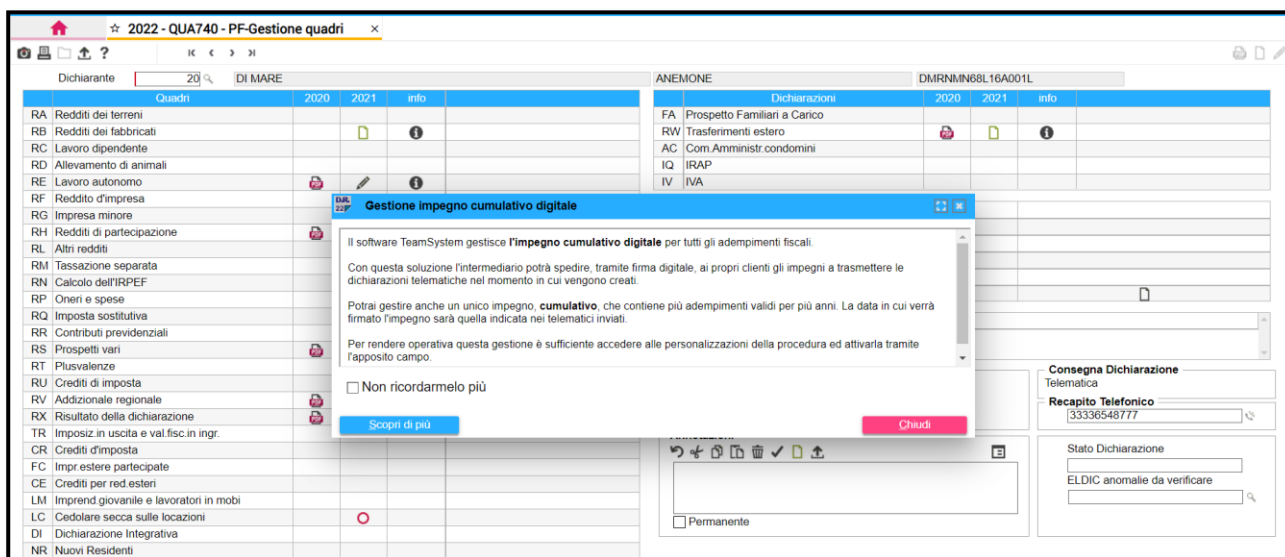 ☆ 2022 - QUA740 - PF-Gestione quadri ×
?
Dichiarante 20 DI MARE ANEMONE DMRNMN68L16A001L
Quadri 2020 2021 info
RA Redditi dei terreni
RB Redditi dei fabbricati
RC Lavoro dipendente
RD Allevamento di animali
RE Lavoro autonomo
RF Reddito d'impresa
RG Impresa minore
RH Redditi di partecipazione
RL Altri redditi
RM Tassazione separata
RN Calcolo dell'IRPEF
RP Oneri e spese
RQ Imposta sostitutiva
RR Contributi previdenziali
RS Prospetti vari
RT Plusvalenze
RU Crediti di imposta
RV Addizionale regionale
RX Risultato della dichiarazione
TR Imposiz.in uscita e val.fisc.in ingr.
CR Crediti d'imposta
FC Impr.estere partecipate
CE Crediti per red.esteri
LM Imprend.giovanile e lavoratori in mobi
LC Cedolare secca sulle locazioni
DI Dichiarazione Integrativa
NR Nuovi Residenti
Dichiarazioni 2020 2021 info
FA Prospetto Familiari a Carico
RW Trasferimenti estero
AC Com.Amministr.condomini
IQ IRAP
IV IVA
Gestione impegno cumulativo digitale
Il software TeamSystem gestisce l'impegno cumulativo digitale per tutti gli adempimenti fiscali.
Con questa soluzione l'intermediario potrà spedire, tramite firma digitale, ai propri clienti gli impegni a trasmettere le
dichiarazioni telematiche nel momento in cui vengono creati.
Potrai gestire anche un unico impegno, cumulativo, che contiene più adempimenti validi per più anni. La data in cui verrà
firmato l'impegno sarà quella indicata nei telematici inviati.
Per rendere operativa questa gestione è sufficiente accedere alle personalizzazioni della procedura ed attivarla tramite
l'apposito campo.
Non ricordarmelo più
Scopri di più
Chiudi
Consegna Dichiarazione
Telematica
Recapito Telefonico
33336548777
Annotazioni
Permanente
Stato Dichiarazione
ELDIC anomalie da verificare